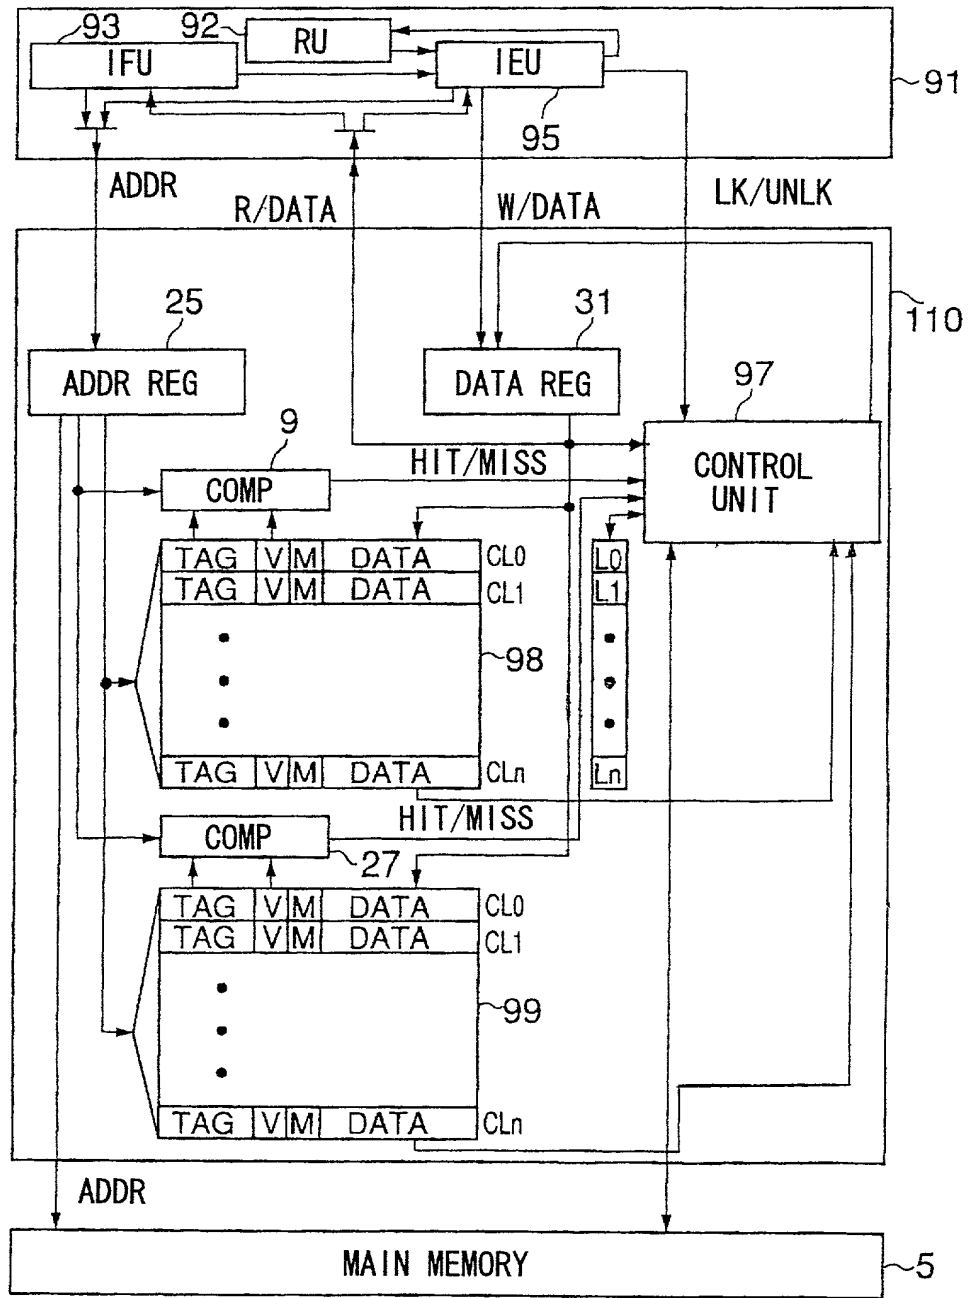 93
92
RU
IFU
IEU
91
95
ADDR
R/DATA
W/DATA
LK/UNLK
110
25
31
ADDR REG
DATA REG
97
9
HIT/MISS
CONTROL
UNIT
COMP
TAG V M DATA CL0
L0
TAG V M DATA CL1
L1
98
TAG V M DATA CLn
Ln
HIT/MISS
COMP
27
TAG V M DATA CL0
TAG V M DATA CL1
99
TAG V M DATA CLn
ADDR
MAIN MEMORY
5